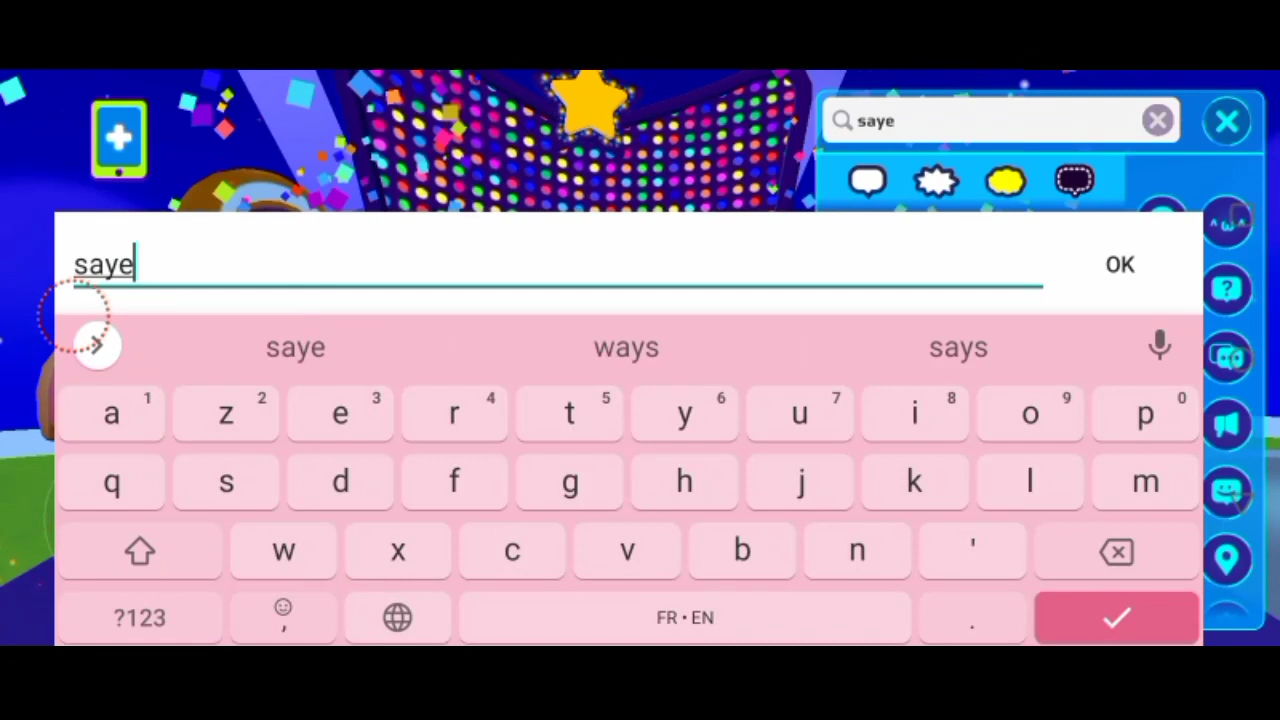 saye
saye
OK
saye ways says
a 1 z 2 e 3 r 4 t 5 y 6 u 7 i 8 o 9 p 0
q s d f g h j k l m
w x c v b n '
?123 , FR • EN .